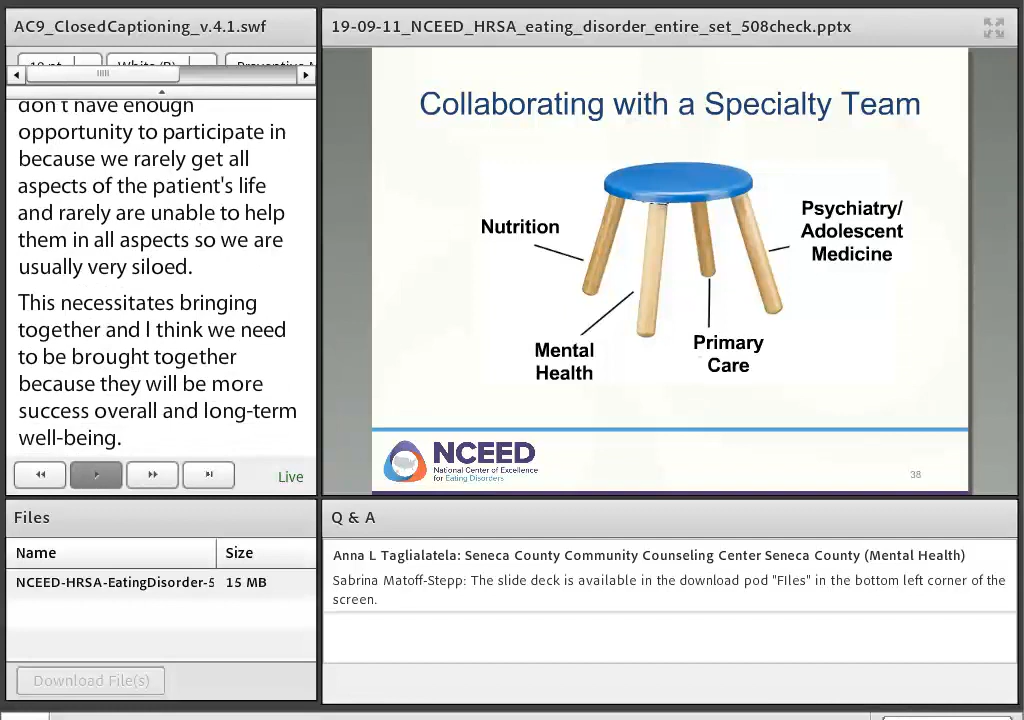 AC9_ClosedCaptioning_v.4.1.swf
19-09-11_NCEED_HRSA_eating_disorder_entire_set_508check.pptx
don't have enough
opportunity to participate in
because we rarely get all
aspects of the patient's life
and rarely are unable to help
them in all aspects so we are
usually very siloed.
This necessitates bringing
together and I think we need
to be brought together
because they will be more
success overall and long-term
well-being.
Live
Collaborating with a Specialty Team
Nutrition
Psychiatry/
Adolescent
Medicine
Mental
Health
Primary
Care
NCEED
National Center of Excellence
for Eating Disorders
38
Files
Name
Size
NCEED-HRSA-EatingDisorder-5
15 MB
Download File(s)
Q & A
Anna L Taglialatela: Seneca County Community Counseling Center Seneca County (Mental Health)
Sabrina Matoff-Stepp: The slide deck is available in the download pod "FIles" in the bottom left corner of the
screen.